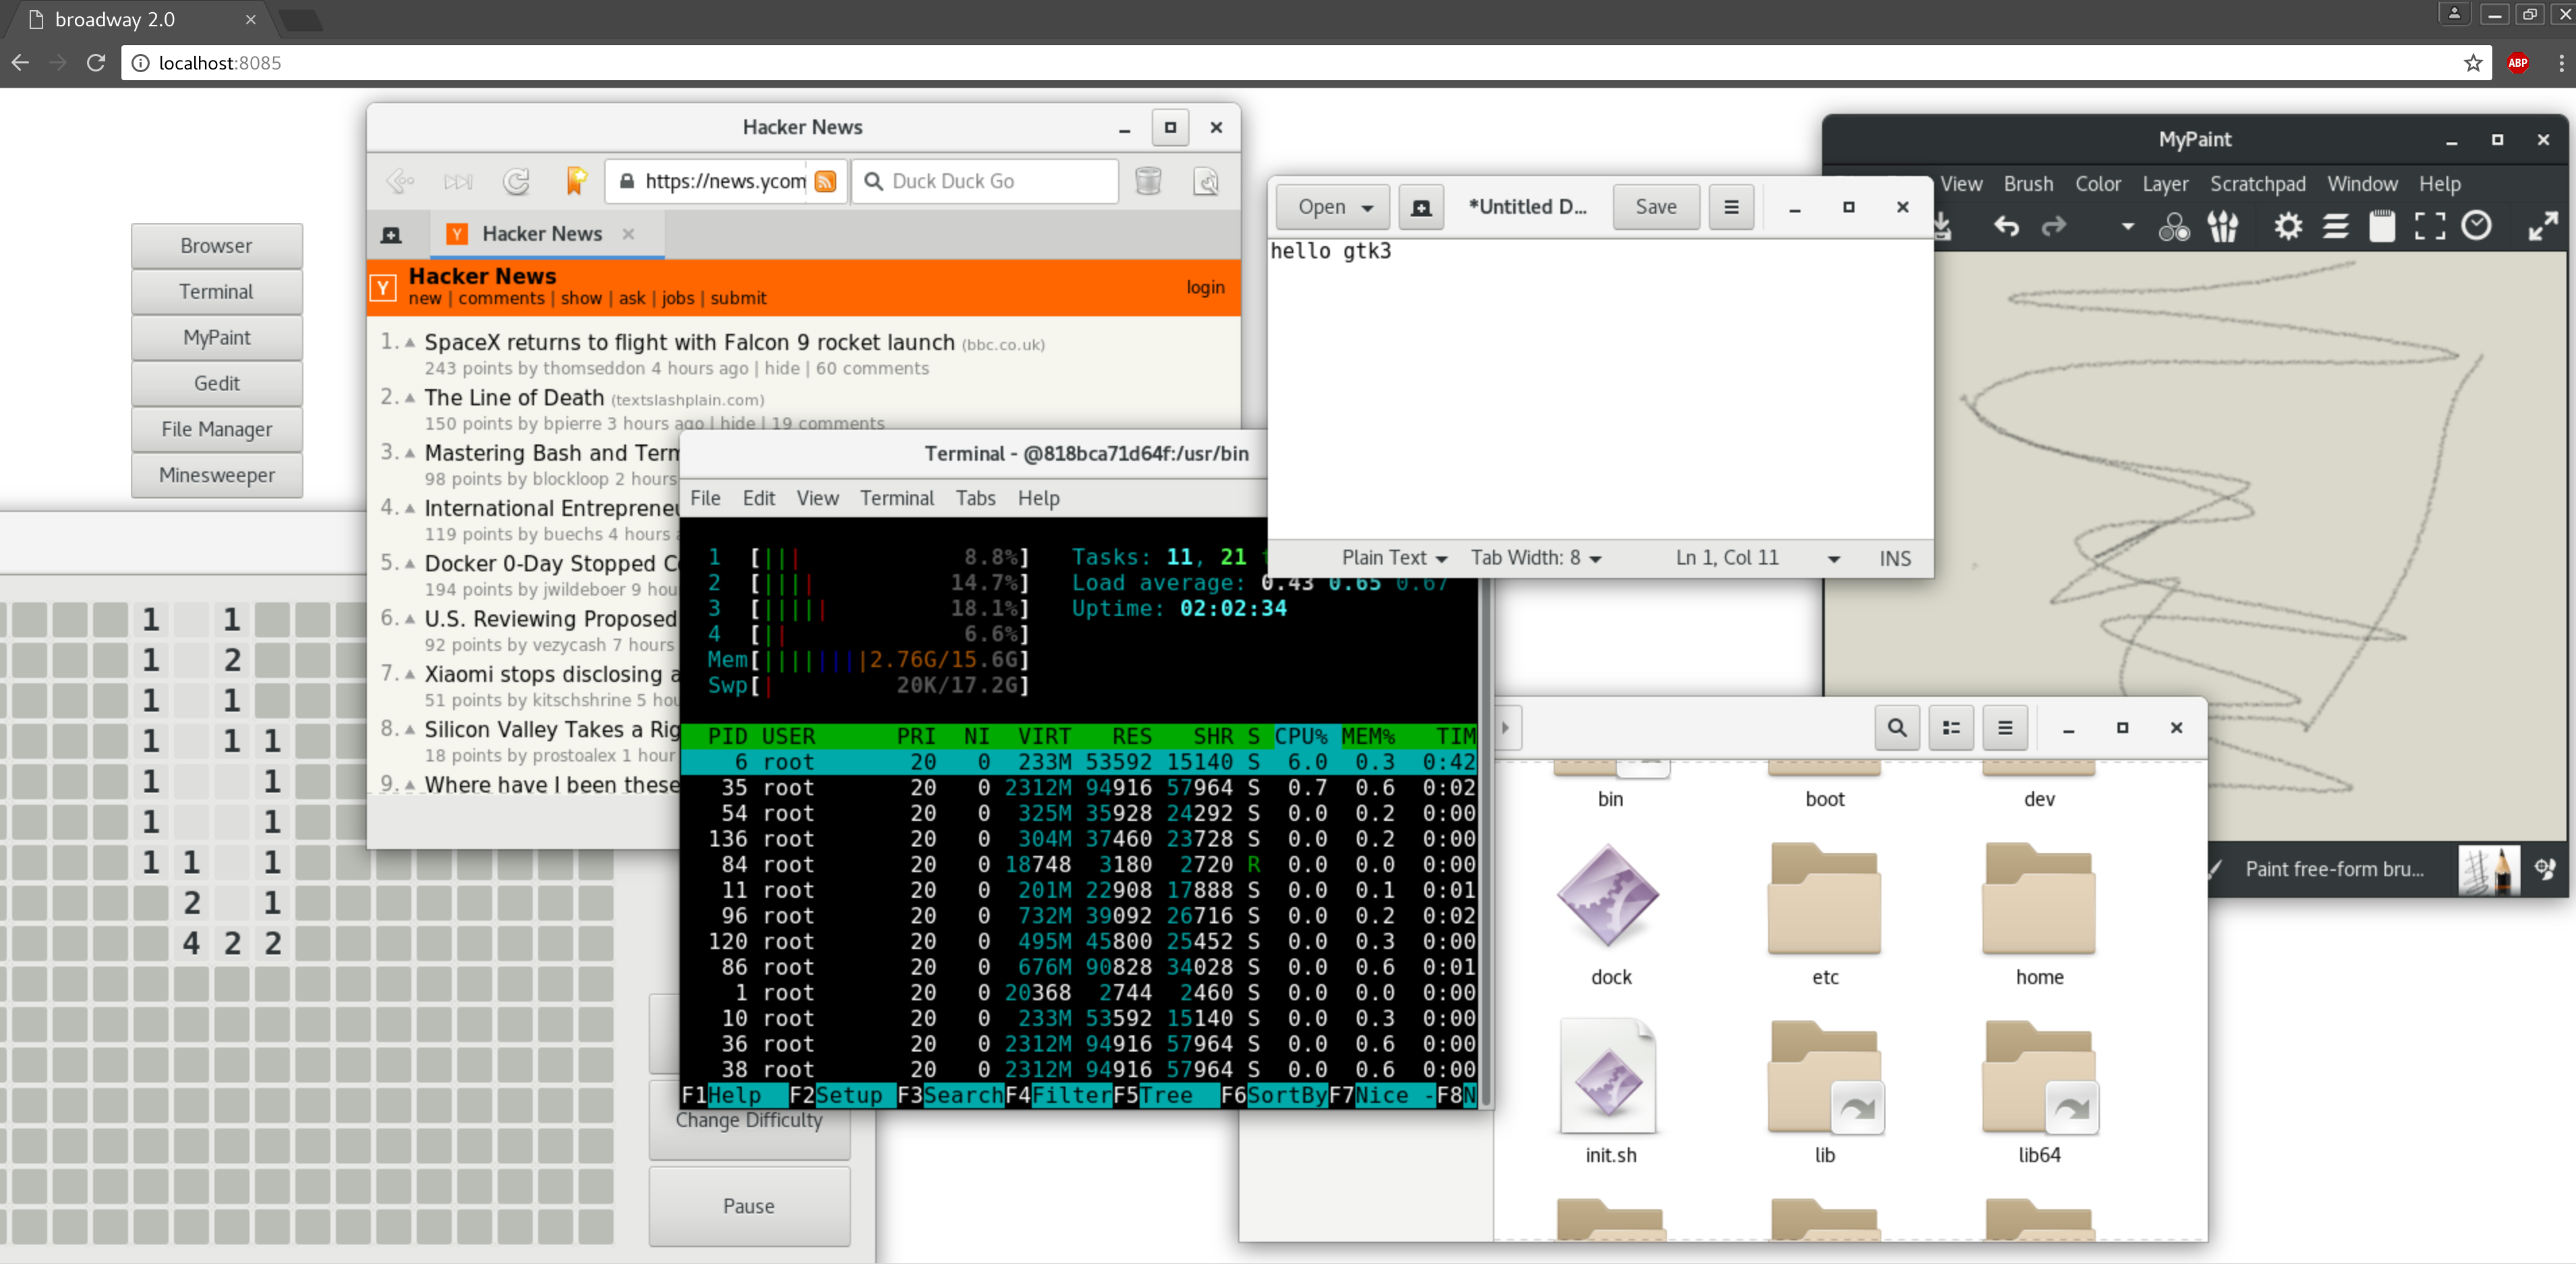 broadway 2.0
localhost:8085
ABP
Browser
Terminal
MyPaint
Gedit
File Manager
Minesweeper
Hacker News
https://news.ycom
Duck Duck Go
Y Hacker News
Y Hacker News
new | comments | show | ask | jobs | submit
login
1. SpaceX returns to flight with Falcon 9 rocket launch (bbc.co.uk)
243 points by thomseddon 4 hours ago | hide | 60 comments
2. The Line of Death (textslashplain.com)
150 points by bpierre 3 hours ago | hide | 19 comments
3. Mastering Bash and Term
98 points by blockloop 2 hours
4. International Entrepreneu
119 points by buechs 4 hours
5. Docker 0-Day Stopped C
194 points by jwildeboer 9 hou
6. U.S. Reviewing Proposed
92 points by vezycash 7 hours
7. Xiaomi stops disclosing a
51 points by kitschshrine 5 hou
8. Silicon Valley Takes a Rig
18 points by prostoalex 1 hour
9. Where have I been these
Terminal - @818bca71d64f:/usr/bin
File Edit View Terminal Tabs Help
1 [||| 8.8%] Tasks: 11, 21
2 [|||| 14.7%] Load average: 0.43 0.65 0.67
3 [||||| 18.1%] Uptime: 02:02:34
4 [|| 6.6%]
Mem[||||||||2.76G/15.6G]
Swp[| 20K/17.2G]
PID USER PRI NI VIRT RES SHR S CPU% MEM% TIM
6 root 20 0 233M 53592 15140 S 6.0 0.3 0:42
35 root 20 0 2312M 94916 57964 S 0.7 0.6 0:02
54 root 20 0 325M 35928 24292 S 0.0 0.2 0:00
136 root 20 0 304M 37460 23728 S 0.0 0.2 0:00
84 root 20 0 18748 3180 2720 R 0.0 0.0 0:00
11 root 20 0 201M 22908 17888 S 0.0 0.1 0:01
96 root 20 0 732M 39092 26716 S 0.0 0.2 0:02
120 root 20 0 495M 45800 25452 S 0.0 0.3 0:00
86 root 20 0 676M 90828 34028 S 0.0 0.6 0:01
1 root 20 0 20368 2744 2460 S 0.0 0.0 0:00
10 root 20 0 233M 53592 15140 S 0.0 0.3 0:00
36 root 20 0 2312M 94916 57964 S 0.0 0.6 0:00
38 root 20 0 2312M 94916 57964 S 0.0 0.6 0:00
F1Help F2Setup F3SearchF4FilterF5Tree F6SortByF7Nice -F8N
Open *Untitled D... Save
hello gtk3
Plain Text Tab Width: 8 Ln 1, Col 11 INS
MyPaint
View Brush Color Layer Scratchpad Window Help
Paint free-form bru...
bin boot dev
dock etc home
init.sh lib lib64
1 1
1 2
1 1
1 1 1
1 1
1 1
1 1 1
2 1
4 2 2
Change Difficulty
Pause